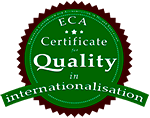 ECA
Certificate
for
Quality
in
internationalisation